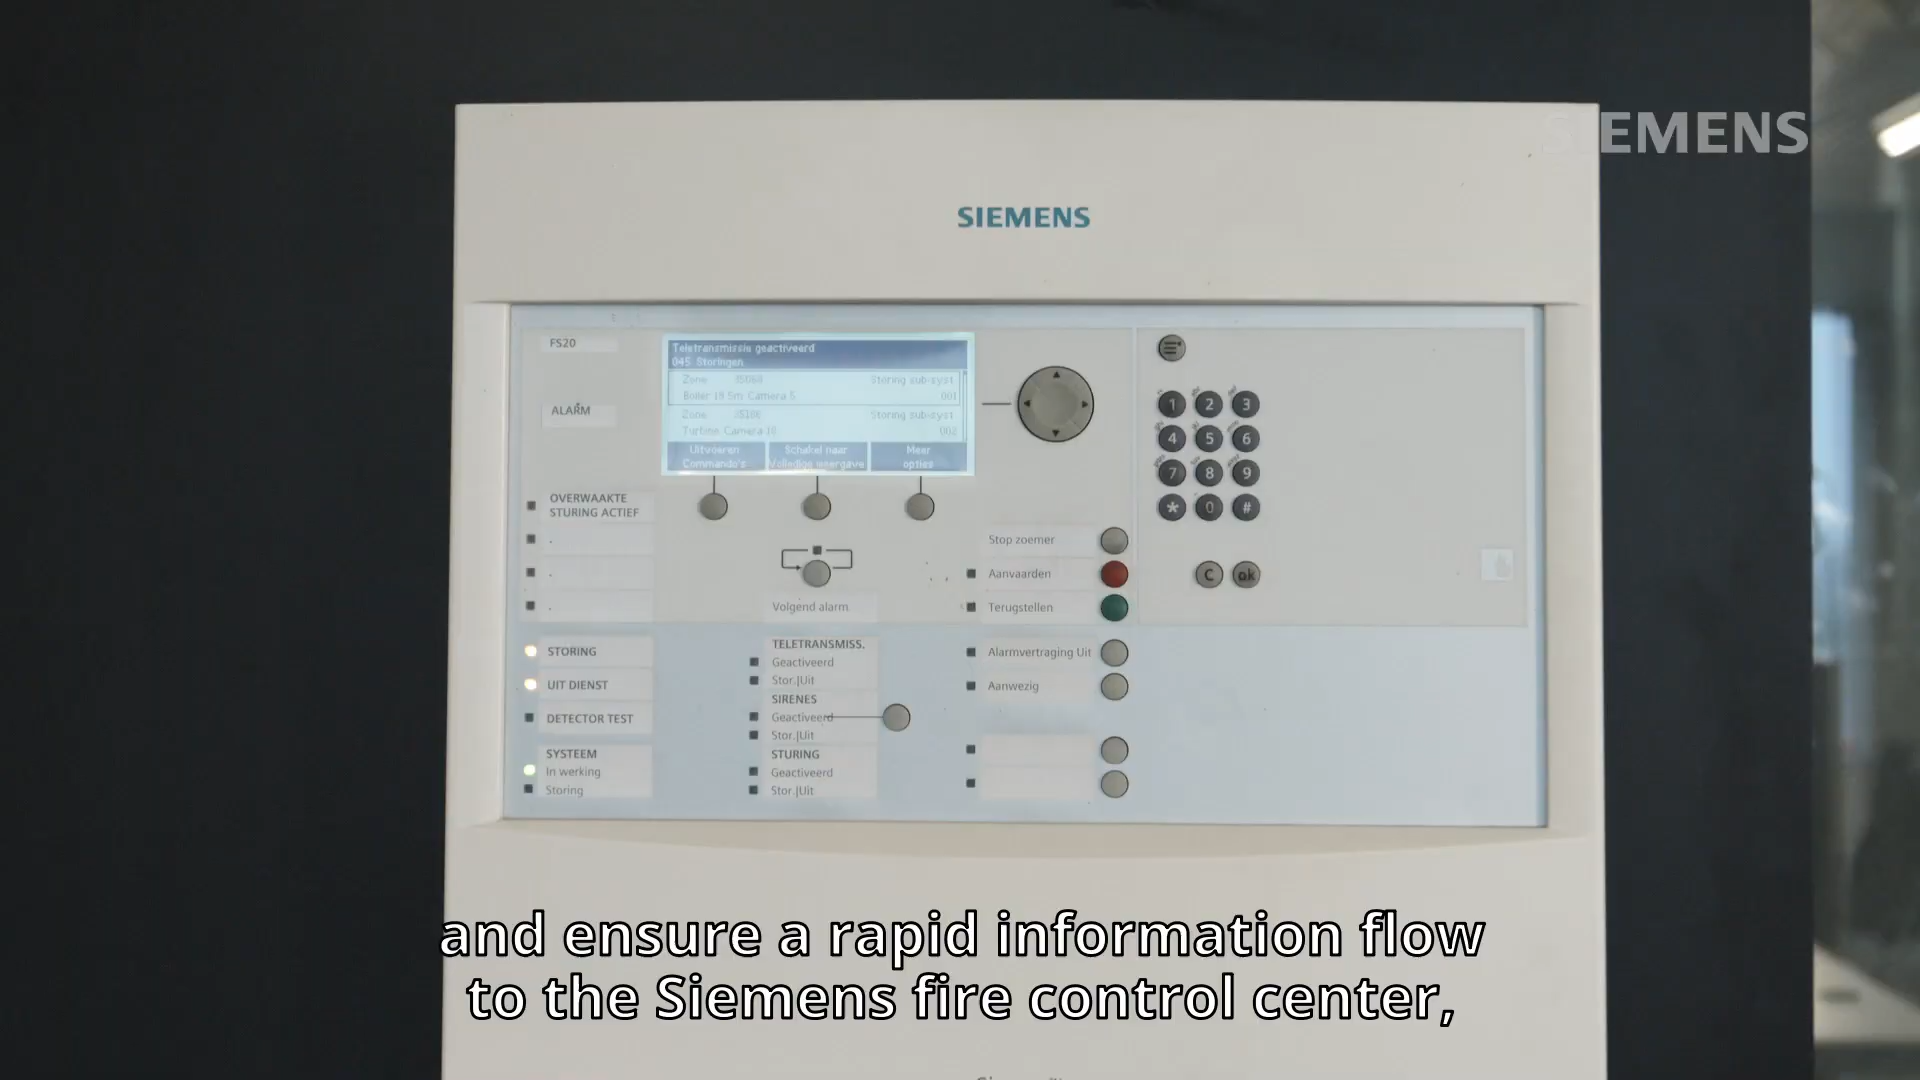 SIEMENS
SIEMENS
FS20
Teletransmissie geactiveerd
045 Storingen
Zone Storing sub-syst
Boiler 19 5m Camera 5 001
Zone Storing sub-syst
Turbine Camera 10 002
Uitvoeren Commando's
Schakel naar Volledige weergave
Meer opties
ALARM
OVERWAAKTE
STURING ACTIEF
.
.
.
STORING
UIT DIENST
DETECTOR TEST
SYSTEEM
In werking
Storing
Volgend alarm
TELETRANSMISS.
Geactiveerd
Stor.|Uit
SIRENES
Geactiveerd
Stor.|Uit
STURING
Geactiveerd
Stor.|Uit
Stop zoemer
Aanvaarden
Terugstellen
Alarmvertraging Uit
Aanwezig
1 2 3
4 5 6
7 8 9
* 0 #
C ok
and ensure a rapid information flow
to the Siemens fire control center,